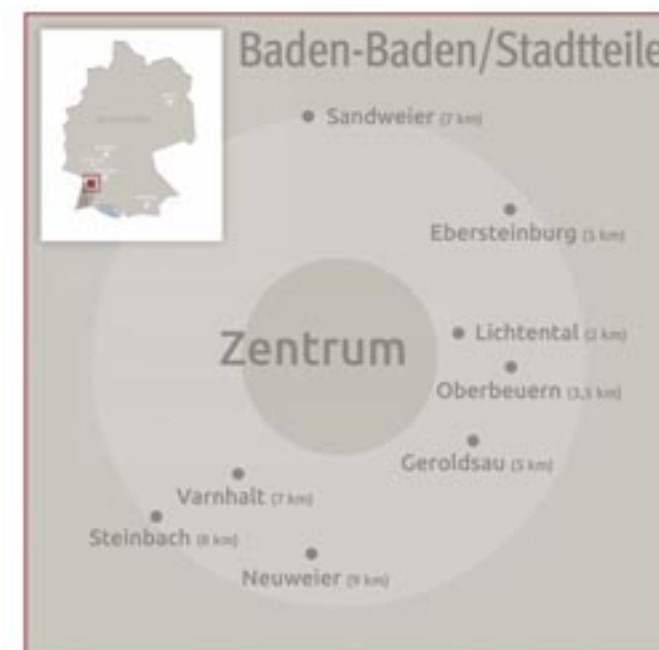 Baden-Baden/Stadtteile
Sandweier (7 km)
Ebersteinburg (5 km)
Lichtental (2 km)
Zentrum
Oberbeuern (3,5 km)
Geroldsau (5 km)
Varnhalt (7 km)
Steinbach (8 km)
Neuweier (9 km)